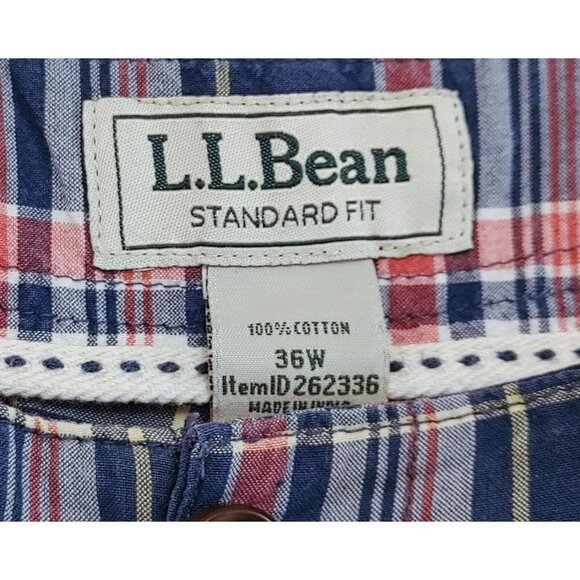 L.L.Bean
STANDARD FIT
100% COTTON
36W
ItemID 262336
MADE IN INDIA